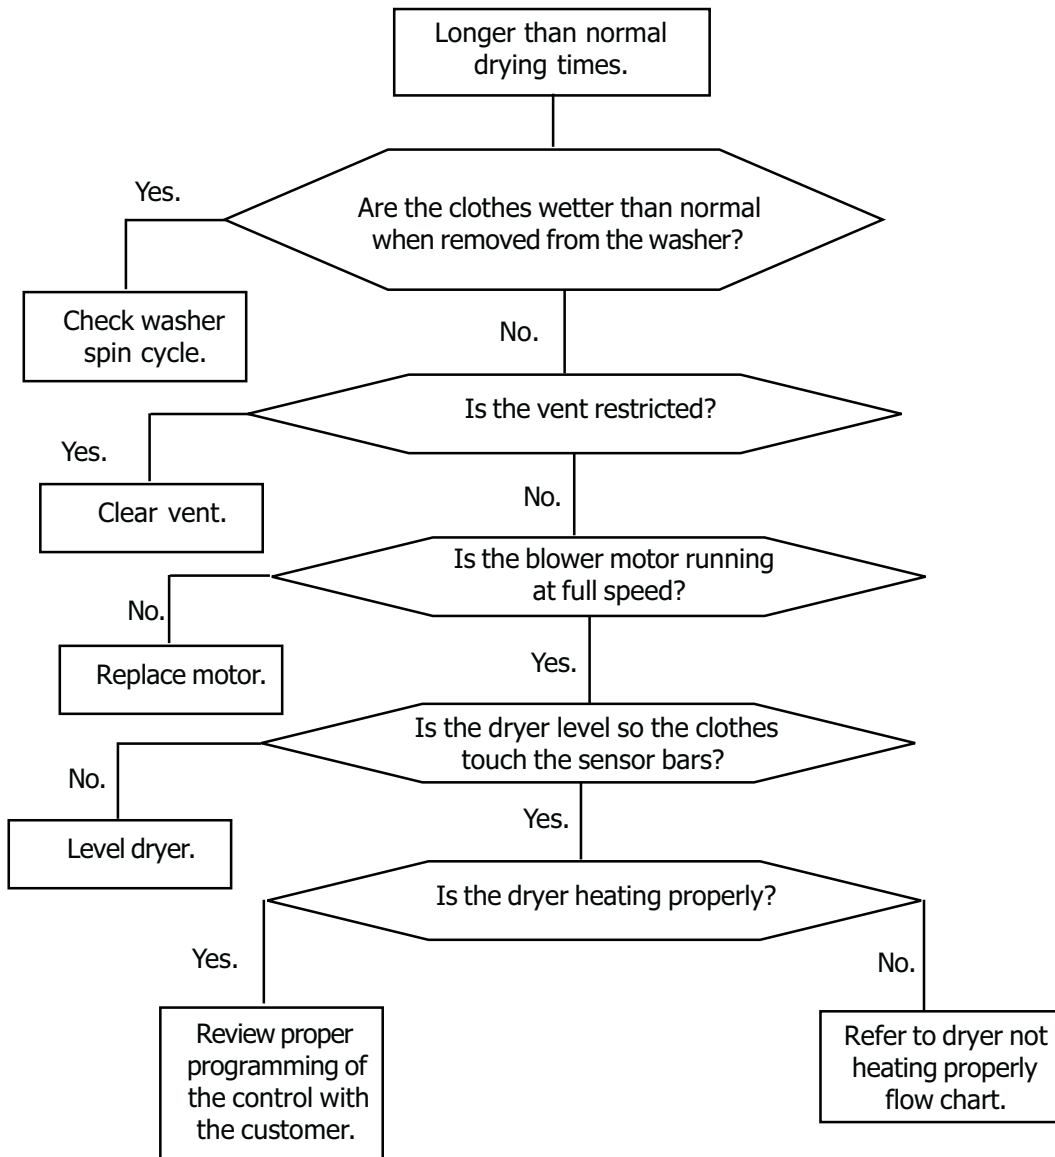 Longer than normal
drying times.
Yes.
Are the clothes wetter than normal
when removed from the washer?
Check washer
spin cycle.
No.
Is the vent restricted?
Yes.
Clear vent.
No.
Is the blower motor running
at full speed?
No.
Replace motor.
Yes.
Is the dryer level so the clothes
touch the sensor bars?
No.
Level dryer.
Yes.
Is the dryer heating properly?
Yes.
Review proper
programming of
the control with
the customer.
No.
Refer to dryer not
heating properly
flow chart.